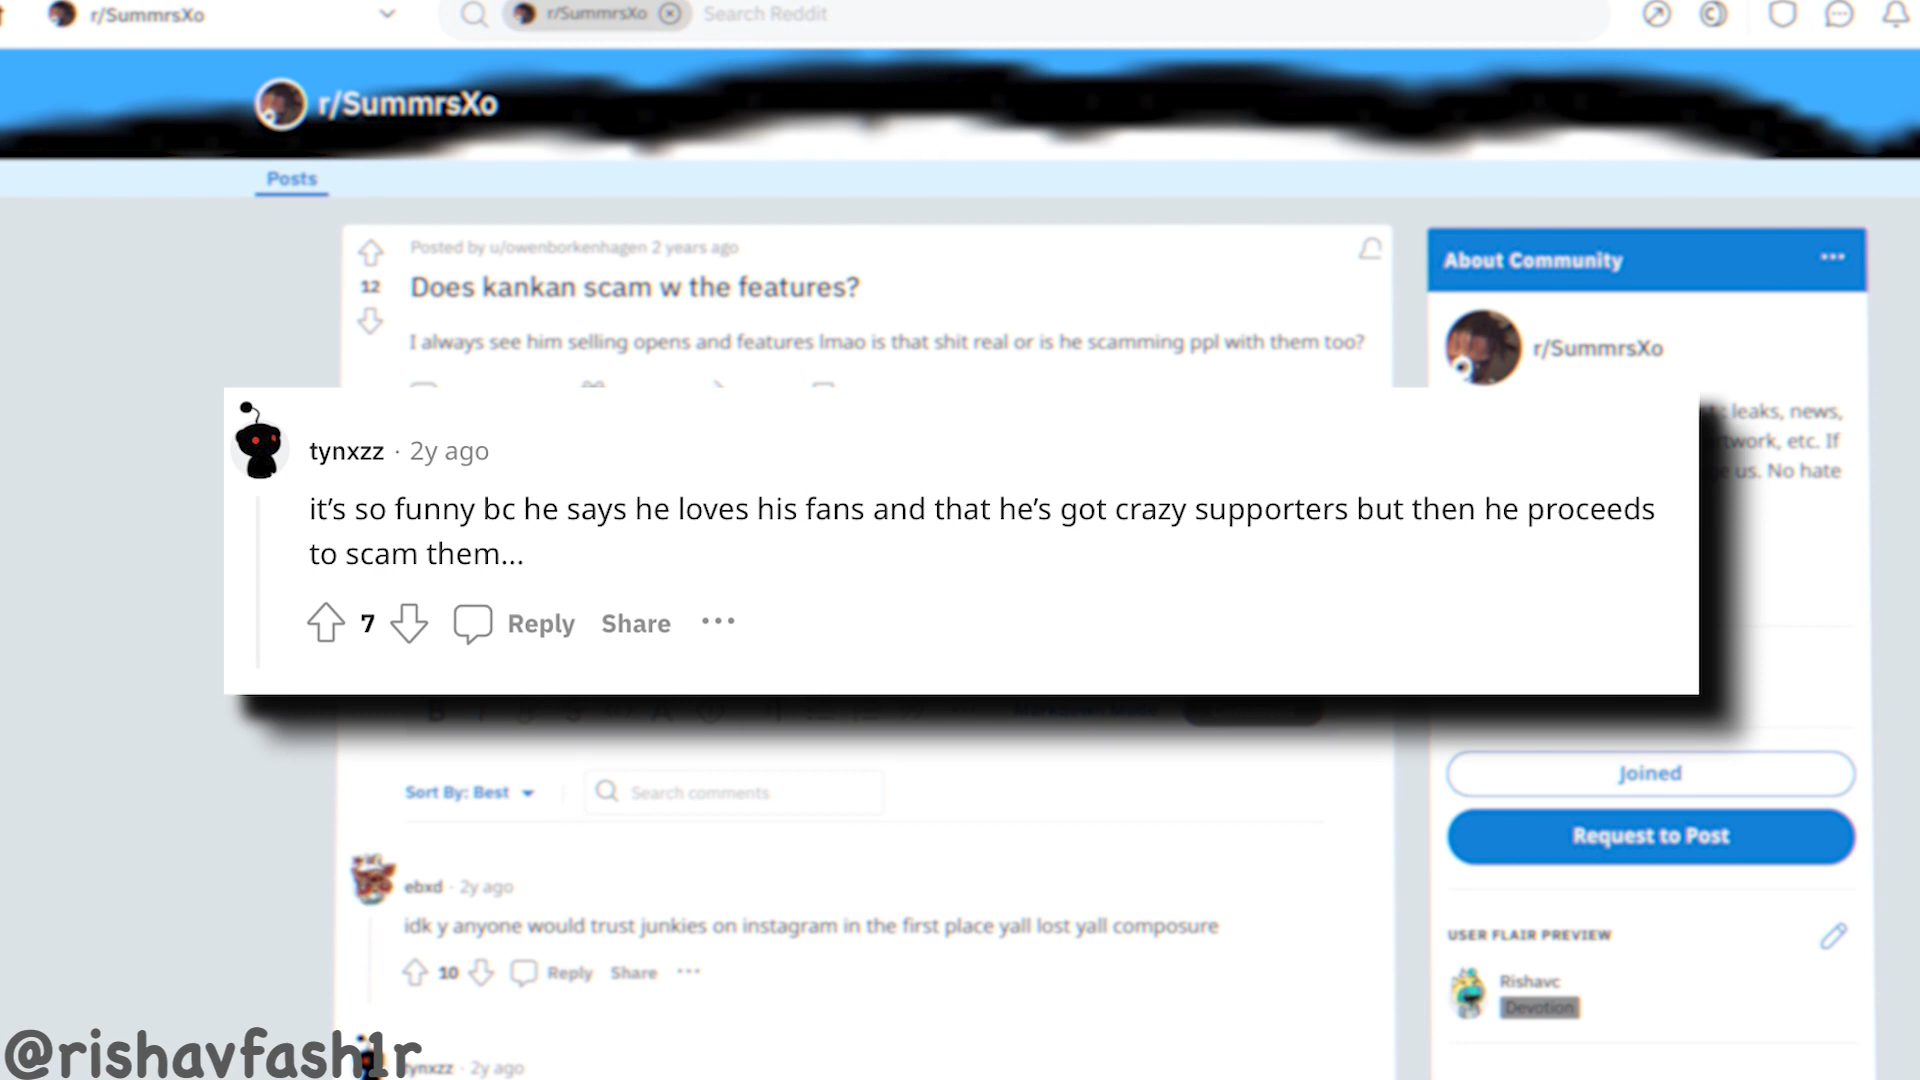 r/SummrsXo
r/SummrsXo
Search Reddit
r/SummrsXo
Posts
Posted by u/owenborkenhagen 2 years ago
12
Does kankan scam w the features?
I always see him selling opens and features lmao is that shit real or is he scamming ppl with them too?
About Community
r/SummrsXo
leaks, news,
twork, etc. If
us. No hate
tynxzz · 2y ago
it's so funny bc he says he loves his fans and that he's got crazy supporters but then he proceeds
to scam them...
7
Reply
Share
Joined
Request to Post
Sort By: Best
Search comments
ebxd · 2y ago
idk y anyone would trust junkies on instagram in the first place yall lost yall composure
10
Reply
Share
USER FLAIR PREVIEW
Rishavc
Devotion
@rishavfash1r
ynxzz · 2y ago